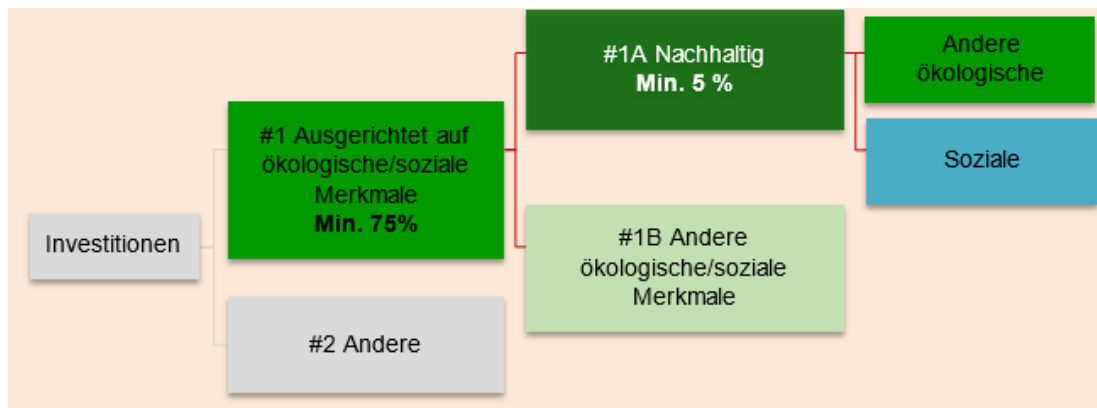 Investitionen
#1 Ausgerichtet auf
ökologische/soziale
Merkmale
Min. 75%
#2 Andere
#1A Nachhaltig
Min. 5 %
#1B Andere
ökologische/soziale
Merkmale
Andere
ökologische
Soziale